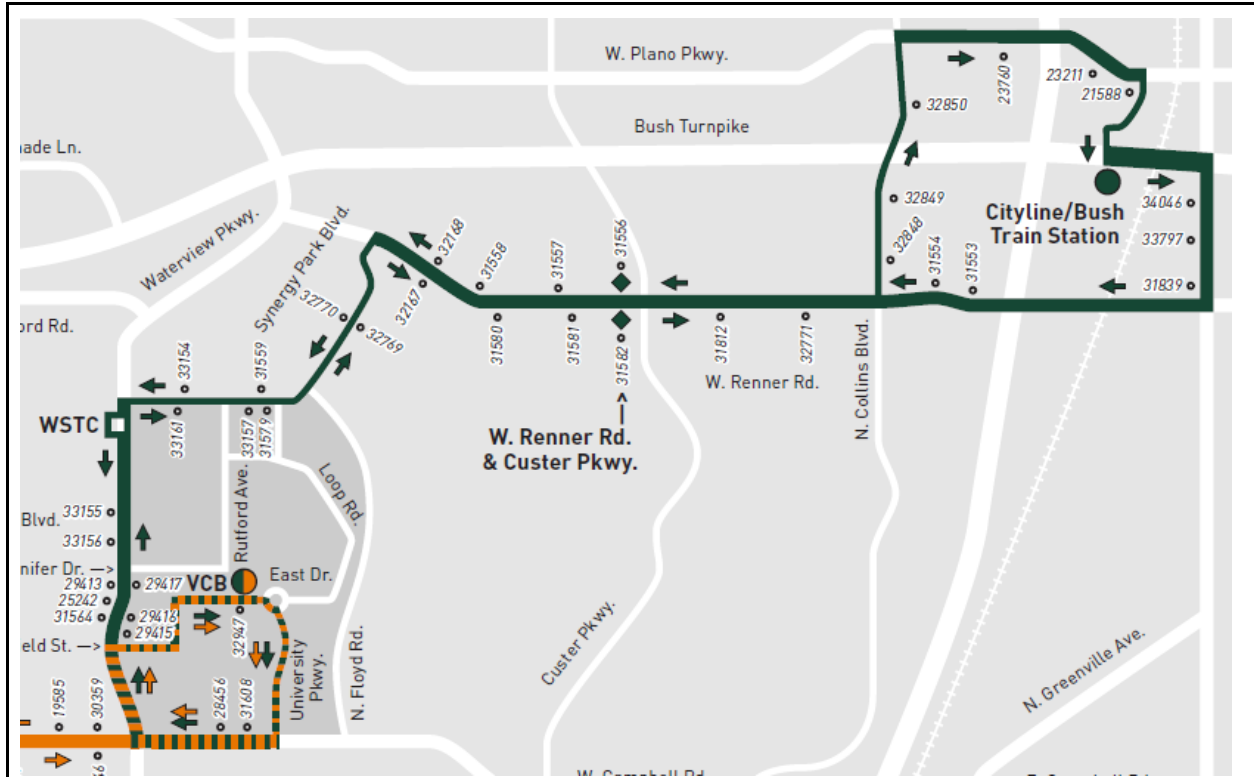 W. Plano Pkwy.
23760
23211
21588
32850
Bush Turnpike
nade Ln.
32849
32848
31554
31553
Cityline/Bush
Train Station
34046
33797
31839
Waterview Pkwy.
Synergy Park Blvd.
32168
32167
31558
31557
31556
32770
32769
31580
31581
31582
31812
32771
ord Rd.
33154
31559
W. Renner Rd.
N. Collins Blvd.
WSTC
33161
33157
31579
W. Renner Rd.
& Custer Pkwy.
Loop Rd.
Rutford Ave.
Blvd.
33155
33156
nifer Dr.
29413
29417
VCB
East Dr.
25242
31564
29416
29415
32947
eld St.
University
Pkwy.
N. Floyd Rd.
Custer Pkwy.
N. Greenville Ave.
19585
30359
28456
31608
W. Campbell Rd.